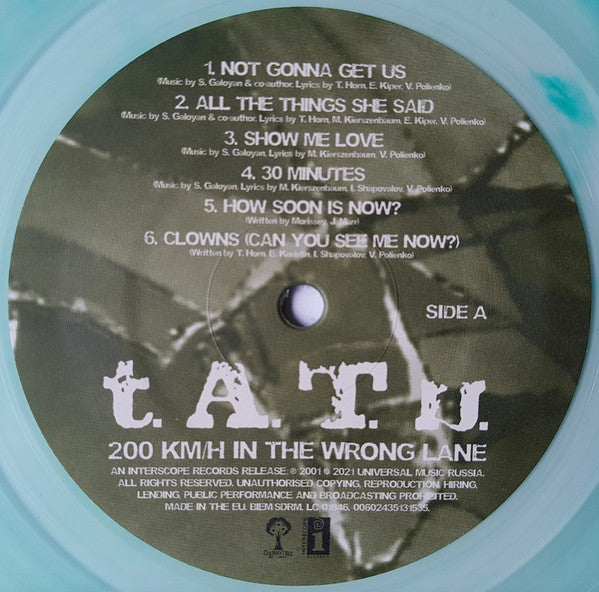 1. NOT GONNA GET US
(Music by S. Galoyan & co-author, Lyrics by T. Horn, E. Kiper, V. Polienko)
2. ALL THE THINGS SHE SAID
(Music by S. Galoyan & co-author, Lyrics by T. Horn, M. Kierszenbaum, E. Kiper, V. Polienko)
3. SHOW ME LOVE
(Music by S. Galoyan, Lyrics by M. Kierszenbaum, V. Polienko)
4. 30 MINUTES
(Music by S. Galoyan, Lyrics by M. Kierszenbaum, I. Shapovalov, V. Polienko)
5. HOW SOON IS NOW?
(Written by Morissey, J. Marr)
6. CLOWNS (CAN YOU SEE ME NOW?)
(Written by T. Horn, E. Kuriatin, I. Shapovalov, V. Polienko)
SIDE A
t.A.T.u.
200 KM/H IN THE WRONG LANE
AN INTERSCOPE RECORDS RELEASE; ℗ 2001 © 2021 UNIVERSAL MUSIC RUSSIA.
ALL RIGHTS RESERVED. UNAUTHORISED COPYING, REPRODUCTION, HIRING,
LENDING, PUBLIC PERFORMANCE AND BROADCASTING PROHIBITED.
MADE IN THE EU. BIEM/SDRM. LC 01846. 00602435131535.
INTERSCOPE
RECORDS